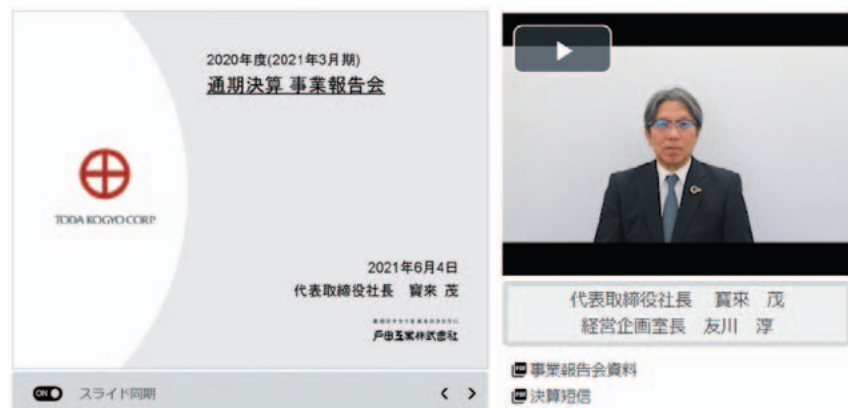 2020年度(2021年3月期)
通期決算 事業報告会
TODA KOGYO CORP
2021年6月4日
代表取締役社長　寳來 茂
戸田工業株式会社
ON
スライド同期
代表取締役社長　寳來　茂
経営企画室長　友川　淳
PDF 事業報告会資料
PDF 決算短信